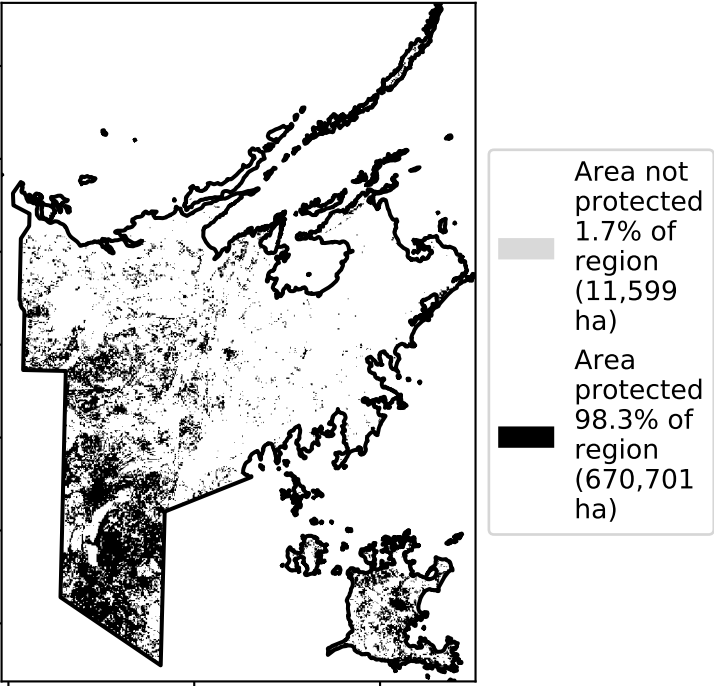 Area not
protected
1.7% of
region
(11,599
ha)
Area
protected
98.3% of
region
(670,701
ha)